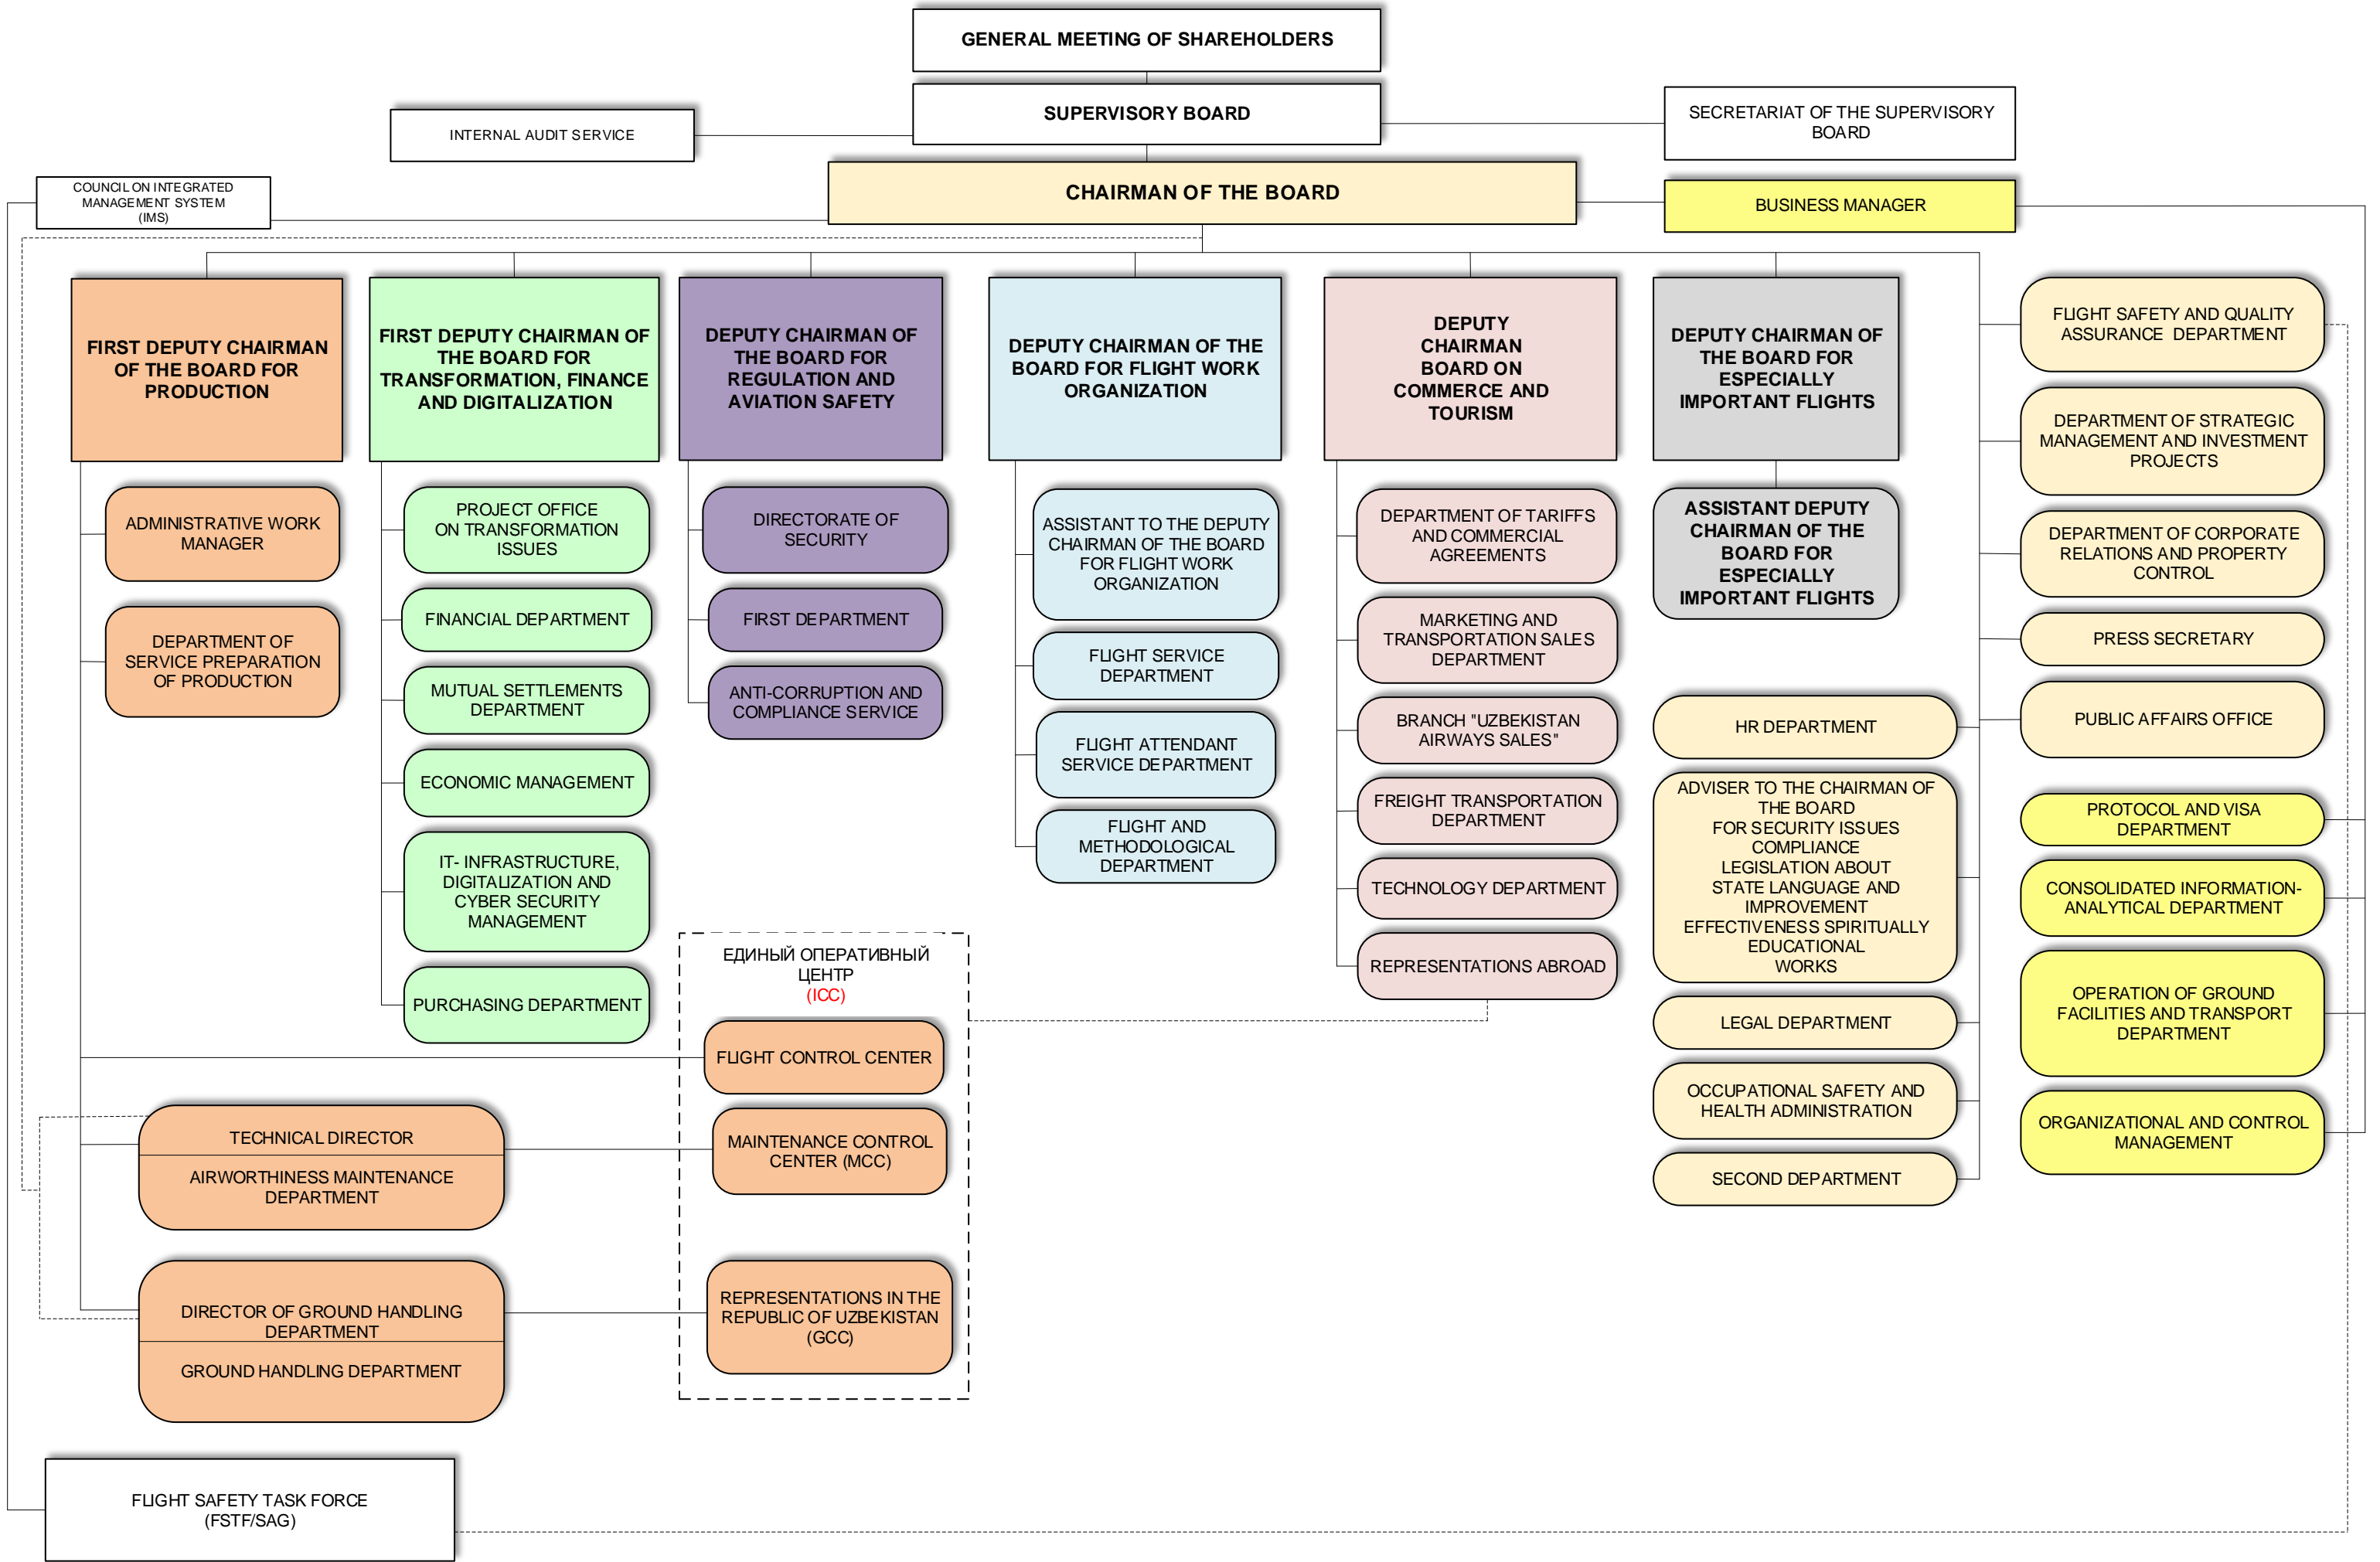 GENERAL MEETING OF SHAREHOLDERS
SUPERVISORY BOARD
INTERNAL AUDIT SERVICE
SECRETARIAT OF THE SUPERVISORY
BOARD
COUNCIL ON INTEGRATED
MANAGEMENT SYSTEM
(IMS)
CHAIRMAN OF THE BOARD
BUSINESS MANAGER
FIRST DEPUTY CHAIRMAN
OF THE BOARD FOR
PRODUCTION
FIRST DEPUTY CHAIRMAN OF
THE BOARD FOR
TRANSFORMATION, FINANCE
AND DIGITALIZATION
DEPUTY CHAIRMAN OF
THE BOARD FOR
REGULATION AND
AVIATION SAFETY
DEPUTY CHAIRMAN OF THE
BOARD FOR FLIGHT WORK
ORGANIZATION
DEPUTY
CHAIRMAN
BOARD ON
COMMERCE AND
TOURISM
DEPUTY CHAIRMAN OF
THE BOARD FOR
ESPECIALLY
IMPORTANT FLIGHTS
FLIGHT SAFETY AND QUALITY
ASSURANCE DEPARTMENT
DEPARTMENT OF STRATEGIC
MANAGEMENT AND INVESTMENT
PROJECTS
DEPARTMENT OF CORPORATE
RELATIONS AND PROPERTY
CONTROL
PRESS SECRETARY
PUBLIC AFFAIRS OFFICE
ADMINISTRATIVE WORK
MANAGER
DEPARTMENT OF
SERVICE PREPARATION
OF PRODUCTION
PROJECT OFFICE
ON TRANSFORMATION
ISSUES
FINANCIAL DEPARTMENT
MUTUAL SETTLEMENTS
DEPARTMENT
ECONOMIC MANAGEMENT
IT- INFRASTRUCTURE,
DIGITALIZATION AND
CYBER SECURITY
MANAGEMENT
PURCHASING DEPARTMENT
DIRECTORATE OF
SECURITY
FIRST DEPARTMENT
ANTI-CORRUPTION AND
COMPLIANCE SERVICE
ASSISTANT TO THE DEPUTY
CHAIRMAN OF THE BOARD
FOR FLIGHT WORK
ORGANIZATION
FLIGHT SERVICE
DEPARTMENT
FLIGHT ATTENDANT
SERVICE DEPARTMENT
FLIGHT AND
METHODOLOGICAL
DEPARTMENT
DEPARTMENT OF TARIFFS
AND COMMERCIAL
AGREEMENTS
MARKETING AND
TRANSPORTATION SALES
DEPARTMENT
BRANCH "UZBEKISTAN
AIRWAYS SALES"
FREIGHT TRANSPORTATION
DEPARTMENT
TECHNOLOGY DEPARTMENT
REPRESENTATIONS ABROAD
ASSISTANT DEPUTY
CHAIRMAN OF THE
BOARD FOR
ESPECIALLY
IMPORTANT FLIGHTS
HR DEPARTMENT
ADVISER TO THE CHAIRMAN OF
THE BOARD
FOR SECURITY ISSUES
COMPLIANCE
LEGISLATION ABOUT
STATE LANGUAGE AND
IMPROVEMENT
EFFECTIVENESS SPIRITUALLY
EDUCATIONAL
WORKS
LEGAL DEPARTMENT
OCCUPATIONAL SAFETY AND
HEALTH ADMINISTRATION
SECOND DEPARTMENT
PROTOCOL AND VISA
DEPARTMENT
CONSOLIDATED INFORMATION-
ANALYTICAL DEPARTMENT
OPERATION OF GROUND
FACILITIES AND TRANSPORT
DEPARTMENT
ORGANIZATIONAL AND CONTROL
MANAGEMENT
ЕДИНЫЙ ОПЕРАТИВНЫЙ
ЦЕНТР
(ICC)
FLIGHT CONTROL CENTER
MAINTENANCE CONTROL
CENTER (MCC)
REPRESENTATIONS IN THE
REPUBLIC OF UZBEKISTAN
(GCC)
TECHNICAL DIRECTOR
AIRWORTHINESS MAINTENANCE
DEPARTMENT
DIRECTOR OF GROUND HANDLING
DEPARTMENT
GROUND HANDLING DEPARTMENT
FLIGHT SAFETY TASK FORCE
(FSTF/SAG)